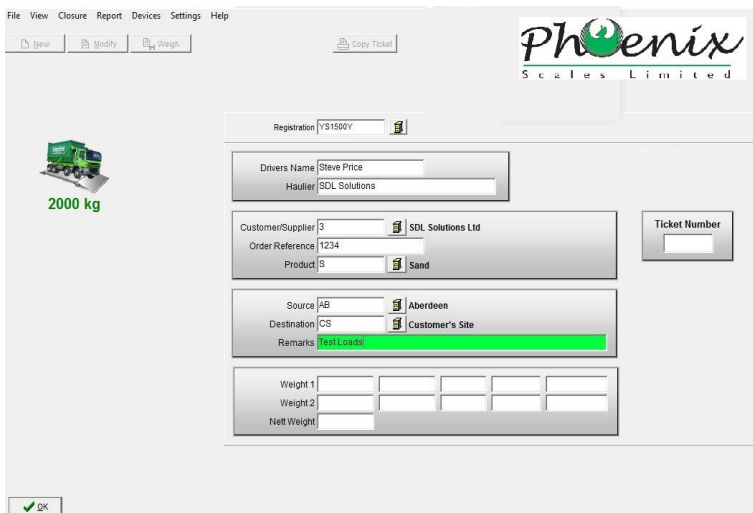 File View Closure Report Devices Settings Help
New Modify Weigh Copy Ticket
Phoenix
Scales Limited
Registration YS1500Y
2000 kg
Drivers Name Steve Price
Haulier SDL Solutions
Customer/Supplier 3 SDL Solutions Ltd
Order Reference 1234
Product S Sand
Ticket Number
Source AB Aberdeen
Destination CS Customer's Site
Remarks Test Loads
Weight 1
Weight 2
Nett Weight
OK